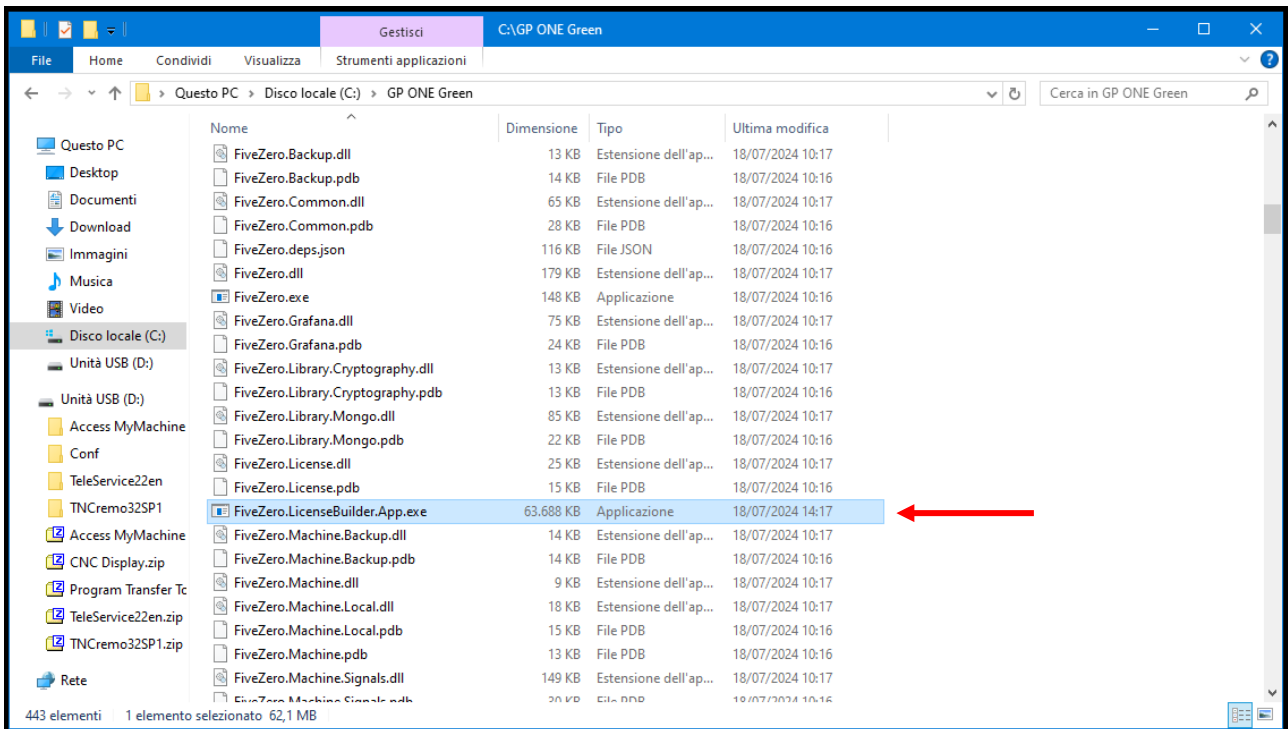 Gestisci
C:\GP ONE Green
File Home Condividi Visualizza Strumenti applicazioni
Questo PC > Disco locale (C:) > GP ONE Green
Cerca in GP ONE Green
Questo PC
Desktop
Documenti
Download
Immagini
Musica
Video
Disco locale (C:)
Unità USB (D:)
Unità USB (D:)
Access MyMachine
Conf
TeleService22en
TNCremo32SP1
Access MyMachine
CNC Display.zip
Program Transfer Tc
TeleService22en.zip
TNCremo32SP1.zip
Rete
Nome Dimensione Tipo Ultima modifica
FiveZero.Backup.dll 13 KB Estensione dell'ap... 18/07/2024 10:17
FiveZero.Backup.pdb 14 KB File PDB 18/07/2024 10:16
FiveZero.Common.dll 65 KB Estensione dell'ap... 18/07/2024 10:17
FiveZero.Common.pdb 28 KB File PDB 18/07/2024 10:16
FiveZero.deps.json 116 KB File JSON 18/07/2024 10:16
FiveZero.dll 179 KB Estensione dell'ap... 18/07/2024 10:17
FiveZero.exe 148 KB Applicazione 18/07/2024 10:16
FiveZero.Grafana.dll 75 KB Estensione dell'ap... 18/07/2024 10:17
FiveZero.Grafana.pdb 24 KB File PDB 18/07/2024 10:16
FiveZero.Library.Cryptography.dll 13 KB Estensione dell'ap... 18/07/2024 10:17
FiveZero.Library.Cryptography.pdb 13 KB File PDB 18/07/2024 10:16
FiveZero.Library.Mongo.dll 85 KB Estensione dell'ap... 18/07/2024 10:17
FiveZero.Library.Mongo.pdb 22 KB File PDB 18/07/2024 10:16
FiveZero.License.dll 25 KB Estensione dell'ap... 18/07/2024 10:17
FiveZero.License.pdb 15 KB File PDB 18/07/2024 10:16
FiveZero.LicenseBuilder.App.exe 63.688 KB Applicazione 18/07/2024 14:17
FiveZero.Machine.Backup.dll 14 KB Estensione dell'ap... 18/07/2024 10:17
FiveZero.Machine.Backup.pdb 14 KB File PDB 18/07/2024 10:16
FiveZero.Machine.dll 9 KB Estensione dell'ap... 18/07/2024 10:17
FiveZero.Machine.Local.dll 18 KB Estensione dell'ap... 18/07/2024 10:17
FiveZero.Machine.Local.pdb 15 KB File PDB 18/07/2024 10:16
FiveZero.Machine.pdb 13 KB File PDB 18/07/2024 10:16
FiveZero.Machine.Signals.dll 149 KB Estensione dell'ap... 18/07/2024 10:17
FiveZero.Machine.Signals.pdb 30 KB File PDB 18/07/2024 10:16
443 elementi 1 elemento selezionato 62,1 MB